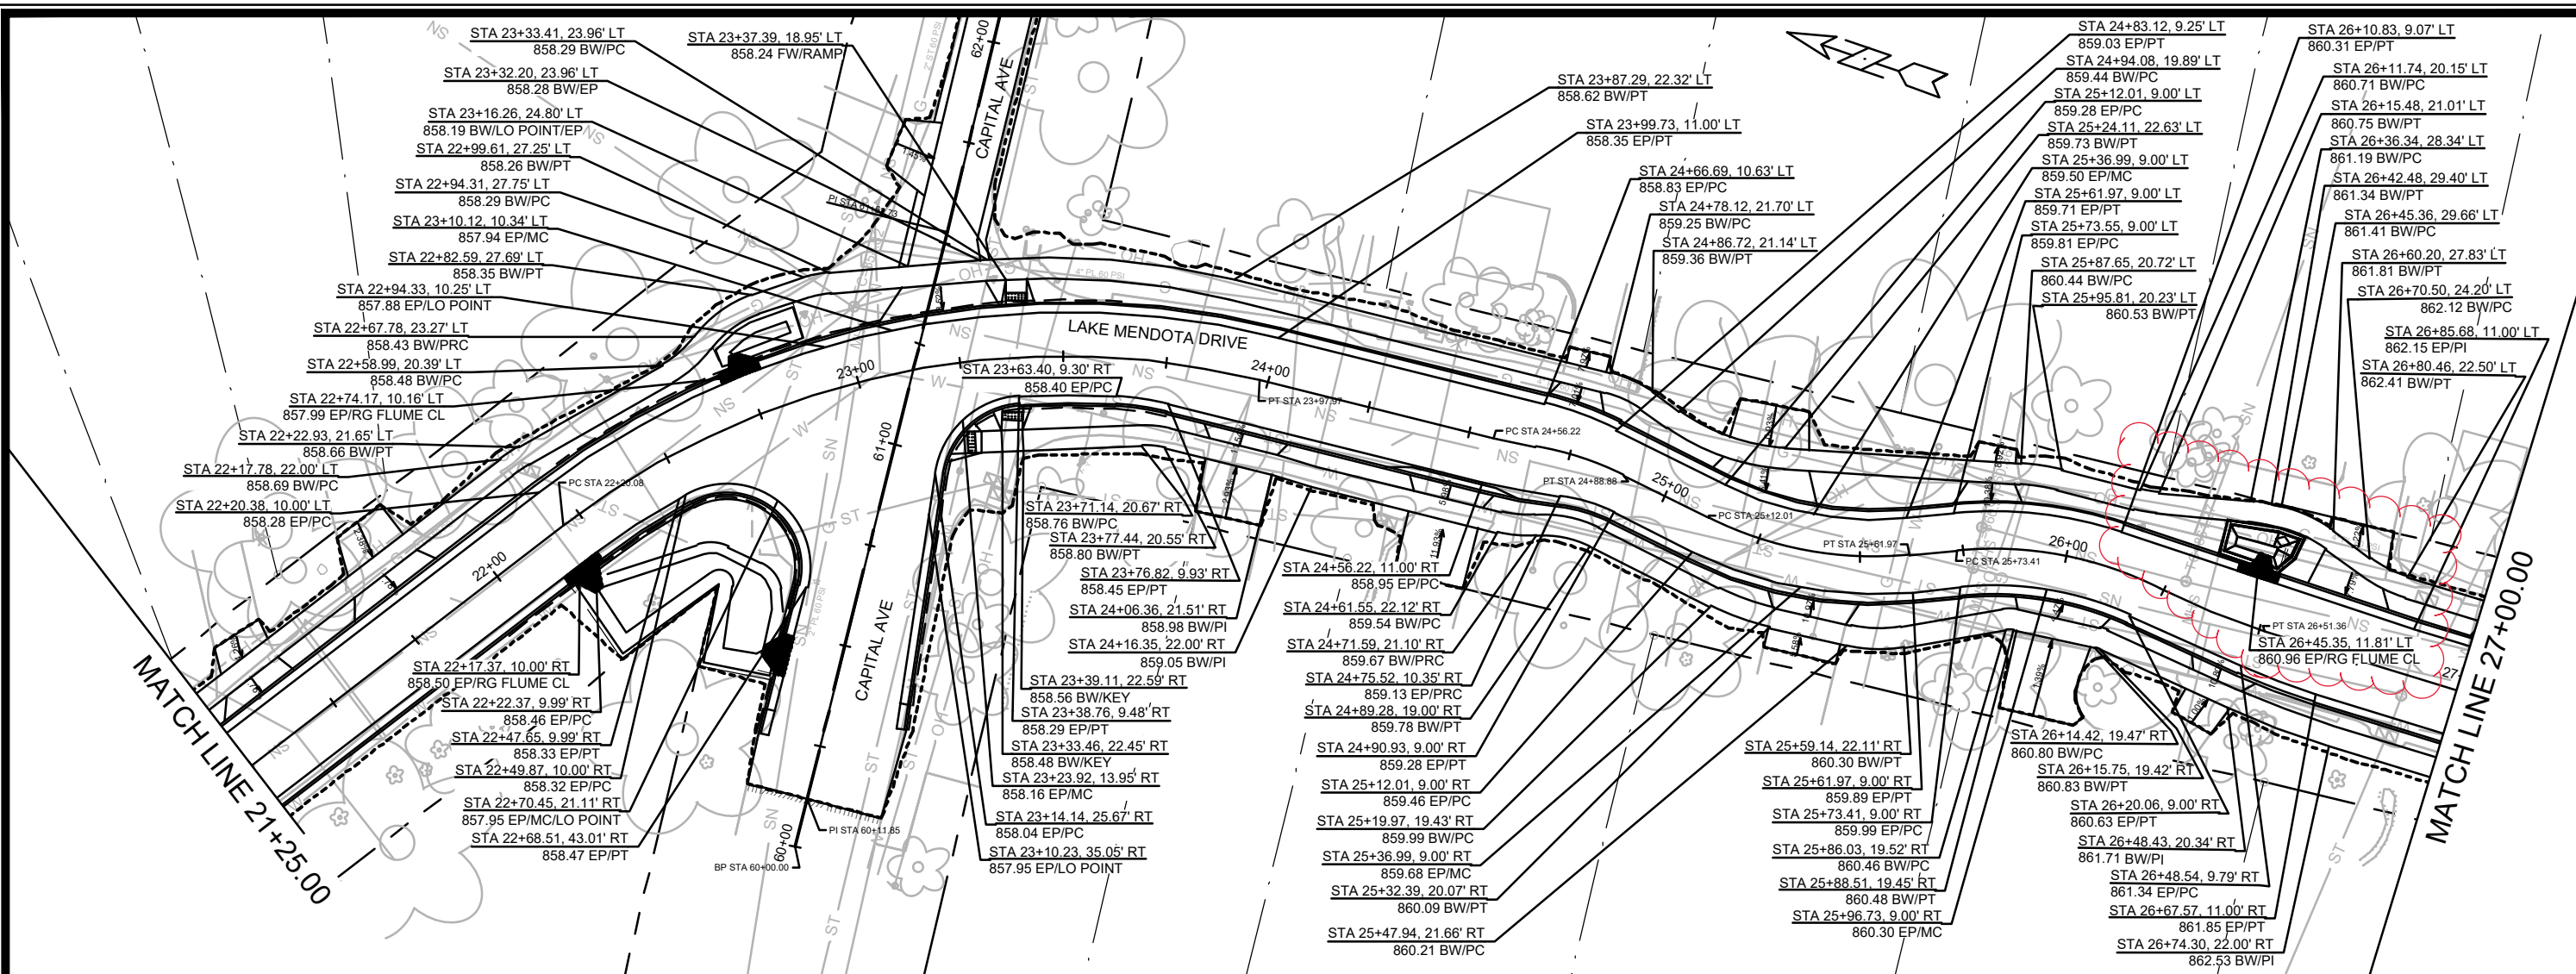 STA 23+33.41, 23.96' LT
858.29 BW/PC
STA 23+32.20, 23.96' LT
858.28 BW/EP
STA 23+16.26, 24.80' LT
858.19 BW/LO POINT/EP
STA 22+99.61, 27.25' LT
858.26 BW/PT
STA 22+94.31, 27.75' LT
858.29 BW/PC
STA 23+10.12, 10.34' LT
857.94 EP/MC
STA 22+82.59, 27.69' LT
858.35 BW/PT
STA 22+94.33, 10.25' LT
857.88 EP/LO POINT
STA 22+67.78, 23.27' LT
858.43 BW/PRC
STA 22+58.99, 20.39' LT
858.48 BW/PC
STA 22+74.17, 10.16' LT
857.99 EP/RG FLUME CL
STA 22+22.93, 21.65' LT
858.66 BW/PT
STA 22+17.78, 22.00' LT
858.69 BW/PC
STA 22+20.38, 10.00' LT
858.28 EP/PC
STA 23+37.39, 18.95' LT
858.24 FW/RAMP
62+00
CAPITAL AVE
STA 23+87.29, 22.32' LT
858.62 BW/PT
STA 23+99.73, 11.00' LT
858.35 EP/PT
STA 24+66.69, 10.63' LT
858.83 EP/PC
STA 24+78.12, 21.70' LT
859.25 BW/PC
STA 24+86.72, 21.14' LT
859.36 BW/PT
STA 24+83.12, 9.25' LT
859.03 EP/PT
STA 24+94.08, 19.89' LT
859.44 BW/PC
STA 25+12.01, 9.00' LT
859.28 EP/PC
STA 25+24.11, 22.63' LT
859.73 BW/PT
STA 25+36.99, 9.00' LT
859.50 EP/MC
STA 25+61.97, 9.00' LT
859.71 EP/PT
STA 25+73.55, 9.00' LT
859.81 EP/PC
STA 25+87.65, 20.72' LT
860.44 BW/PC
STA 25+95.81, 20.23' LT
860.53 BW/PT
STA 26+10.83, 9.07' LT
860.31 EP/PT
STA 26+11.74, 20.15' LT
860.71 BW/PC
STA 26+15.48, 21.01' LT
860.75 BW/PT
STA 26+36.34, 28.34' LT
861.19 BW/PC
STA 26+42.48, 29.40' LT
861.34 BW/PT
STA 26+45.36, 29.66' LT
861.41 BW/PC
STA 26+60.20, 27.83' LT
861.81 BW/PT
STA 26+70.50, 24.20' LT
862.12 BW/PC
STA 26+85.68, 11.00' LT
862.15 EP/PI
STA 26+80.46, 22.50' LT
862.41 BW/PT
LAKE MENDOTA DRIVE
22+00
23+00
24+00
25+00
26+00
PC STA 22+20.08
PT STA 23+97.97
PC STA 24+56.22
PT STA 24+88.88
PC STA 25+12.01
PT STA 25+61.97
PC STA 25+73.41
PT STA 26+51.36
STA 26+45.35, 11.81' LT
860.96 EP/RG FLUME CL
MATCH LINE 21+25.00
MATCH LINE 27+00.00
61+00
CAPITAL AVE
60+00
PI STA 60+11.85
BP STA 60+00.00
STA 22+17.37, 10.00' RT
858.50 EP/RG FLUME CL
STA 22+22.37, 9.99' RT
858.46 EP/PC
STA 22+47.65, 9.99' RT
858.33 EP/PT
STA 22+49.87, 10.00' RT
858.32 EP/PC
STA 22+70.45, 21.11' RT
857.95 EP/MC/LO POINT
STA 22+68.51, 43.01' RT
858.47 EP/PT
STA 23+63.40, 9.30' RT
858.40 EP/PC
STA 23+71.14, 20.67' RT
858.76 BW/PC
STA 23+77.44, 20.55' RT
858.80 BW/PT
STA 23+76.82, 9.93' RT
858.45 EP/PT
STA 24+06.36, 21.51' RT
858.98 BW/PI
STA 24+16.35, 22.00' RT
859.05 BW/PI
STA 23+39.11, 22.59' RT
858.56 BW/KEY
STA 23+38.76, 9.48' RT
858.29 EP/PT
STA 23+33.46, 22.45' RT
858.48 BW/KEY
STA 23+23.92, 13.95' RT
858.16 EP/MC
STA 23+14.14, 25.67' RT
858.04 EP/PC
STA 23+10.23, 35.05' RT
857.95 EP/LO POINT
STA 24+56.22, 11.00' RT
858.95 EP/PC
STA 24+61.55, 22.12' RT
859.54 BW/PC
STA 24+71.59, 21.10' RT
859.67 BW/PRC
STA 24+75.52, 10.35' RT
859.13 EP/PRC
STA 24+89.28, 19.00' RT
859.78 BW/PT
STA 24+90.93, 9.00' RT
859.28 EP/PT
STA 25+12.01, 9.00' RT
859.46 EP/PC
STA 25+19.97, 19.43' RT
859.99 BW/PC
STA 25+36.99, 9.00' RT
859.68 EP/MC
STA 25+32.39, 20.07' RT
860.09 BW/PT
STA 25+47.94, 21.66' RT
860.21 BW/PC
STA 25+59.14, 22.11' RT
860.30 BW/PT
STA 25+61.97, 9.00' RT
859.89 EP/PT
STA 25+73.41, 9.00' RT
859.99 EP/PC
STA 25+86.03, 19.52' RT
860.46 BW/PC
STA 25+88.51, 19.45' RT
860.48 BW/PT
STA 25+96.73, 9.00' RT
860.30 EP/MC
STA 26+14.42, 19.47' RT
860.80 BW/PC
STA 26+15.75, 19.42' RT
860.83 BW/PT
STA 26+20.06, 9.00' RT
860.63 EP/PT
STA 26+48.43, 20.34' RT
861.71 BW/PI
STA 26+48.54, 9.79' RT
861.34 EP/PC
STA 26+67.57, 11.00' RT
861.85 EP/PT
STA 26+74.30, 22.00' RT
862.53 BW/PI